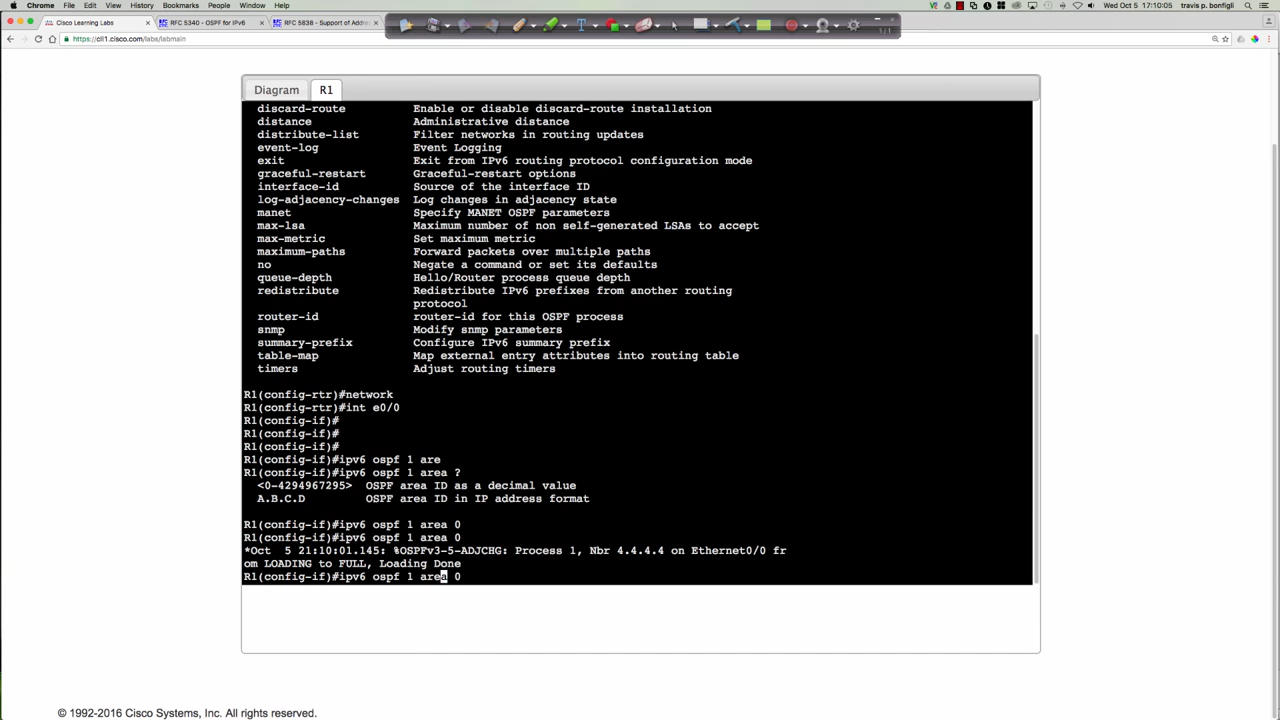 Chrome File Edit View History Bookmarks People Window Help
Wed Oct 5 17:10:05 travis p. bonfigli
Cisco Learning Labs
RFC 5340 - OSPF for IPv6
RFC 5838 - Support of Addre
https://cll1.cisco.com/labs/labmain
Diagram R1
discard-route Enable or disable discard-route installation
distance Administrative distance
distribute-list Filter networks in routing updates
event-log Event Logging
exit Exit from IPv6 routing protocol configuration mode
graceful-restart Graceful-restart options
interface-id Source of the interface ID
log-adjacency-changes Log changes in adjacency state
manet Specify MANET OSPF parameters
max-lsa Maximum number of non self-generated LSAs to accept
max-metric Set maximum metric
maximum-paths Forward packets over multiple paths
no Negate a command or set its defaults
queue-depth Hello/Router process queue depth
redistribute Redistribute IPv6 prefixes from another routing
protocol
router-id router-id for this OSPF process
snmp Modify snmp parameters
summary-prefix Configure IPv6 summary prefix
table-map Map external entry attributes into routing table
timers Adjust routing timers
R1(config-rtr)#network
R1(config-rtr)#int e0/0
R1(config-if)#
R1(config-if)#
R1(config-if)#
R1(config-if)#ipv6 ospf 1 are
R1(config-if)#ipv6 ospf 1 area ?
<0-4294967295> OSPF area ID as a decimal value
A.B.C.D OSPF area ID in IP address format
R1(config-if)#ipv6 ospf 1 area 0
R1(config-if)#ipv6 ospf 1 area 0
*Oct 5 21:10:01.145: %OSPFv3-5-ADJCHG: Process 1, Nbr 4.4.4.4 on Ethernet0/0 fr
om LOADING to FULL, Loading Done
R1(config-if)#ipv6 ospf 1 area 0
© 1992-2016 Cisco Systems, Inc. All rights reserved.